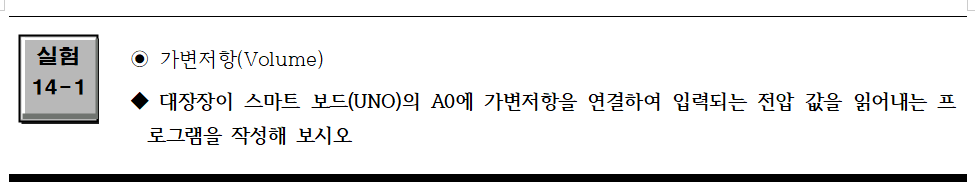 실험
14-1
◉ 가변저항(Volume)
◆ 대장장이 스마트 보드(UNO)의 A0에 가변저항을 연결하여 입력되는 전압 값을 읽어내는 프
로그램을 작성해 보시오